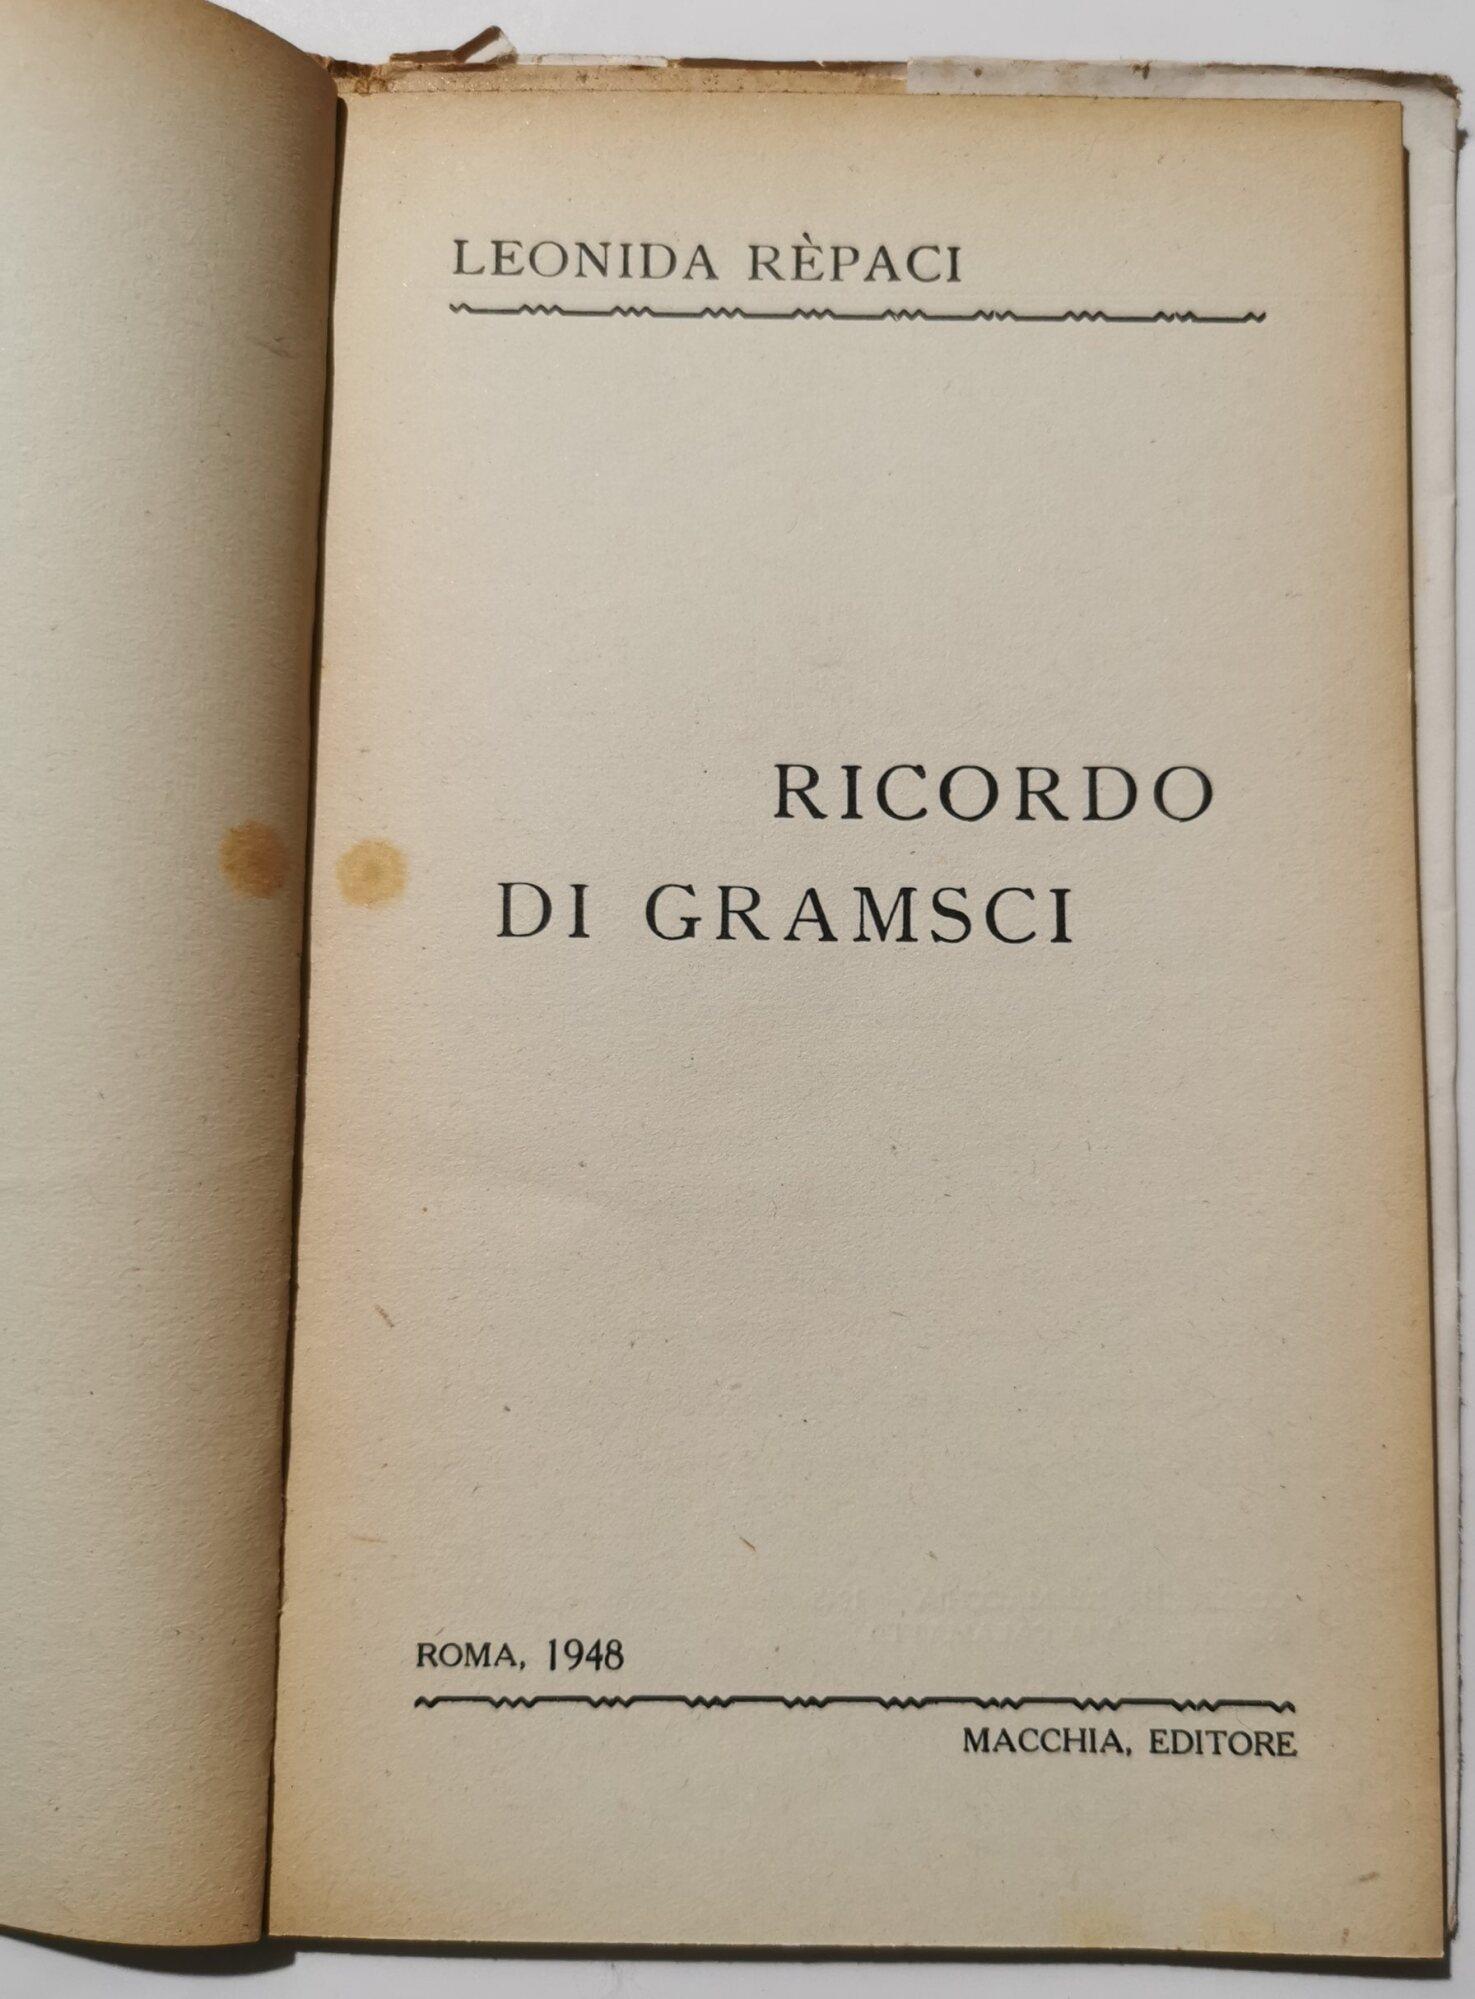 LEONIDA RÈPACI
RICORDO
DI GRAMSCI
ROMA, 1948
MACCHIA, EDITORE